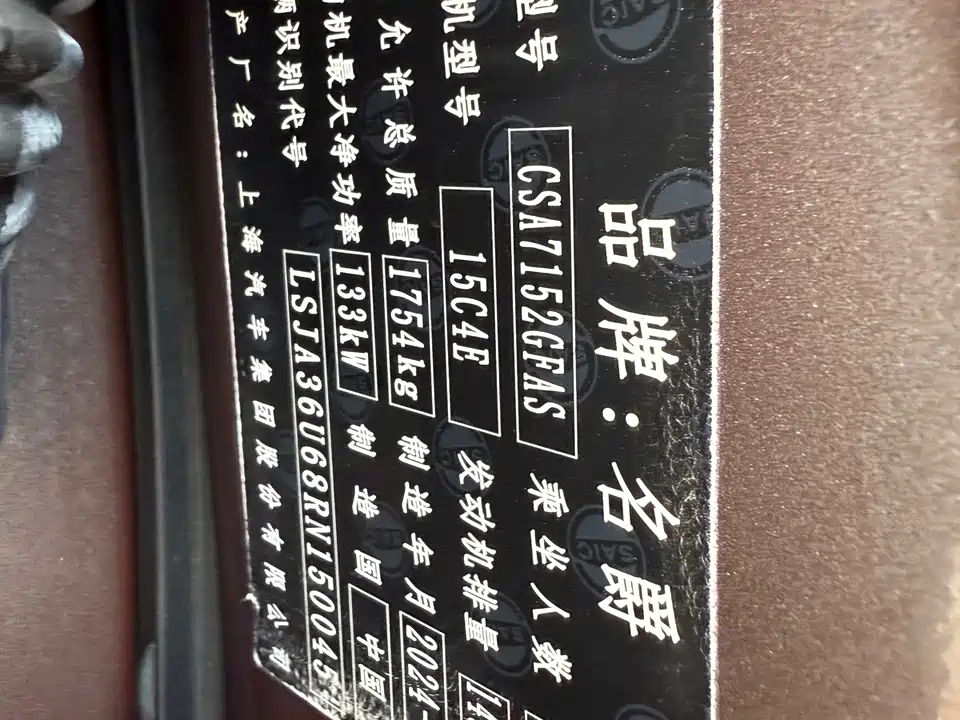 品牌:名爵
型号 CSA7152GFAS 乘坐人数
机型号 15C4E 发动机排量
允许总质量 1754kg 制造年月 2024-
机最大净功率 133kW 制造国 中国
识别代号 LSJA36U68RN150045
产厂名:上海汽车集团股份有限公司
SAIC